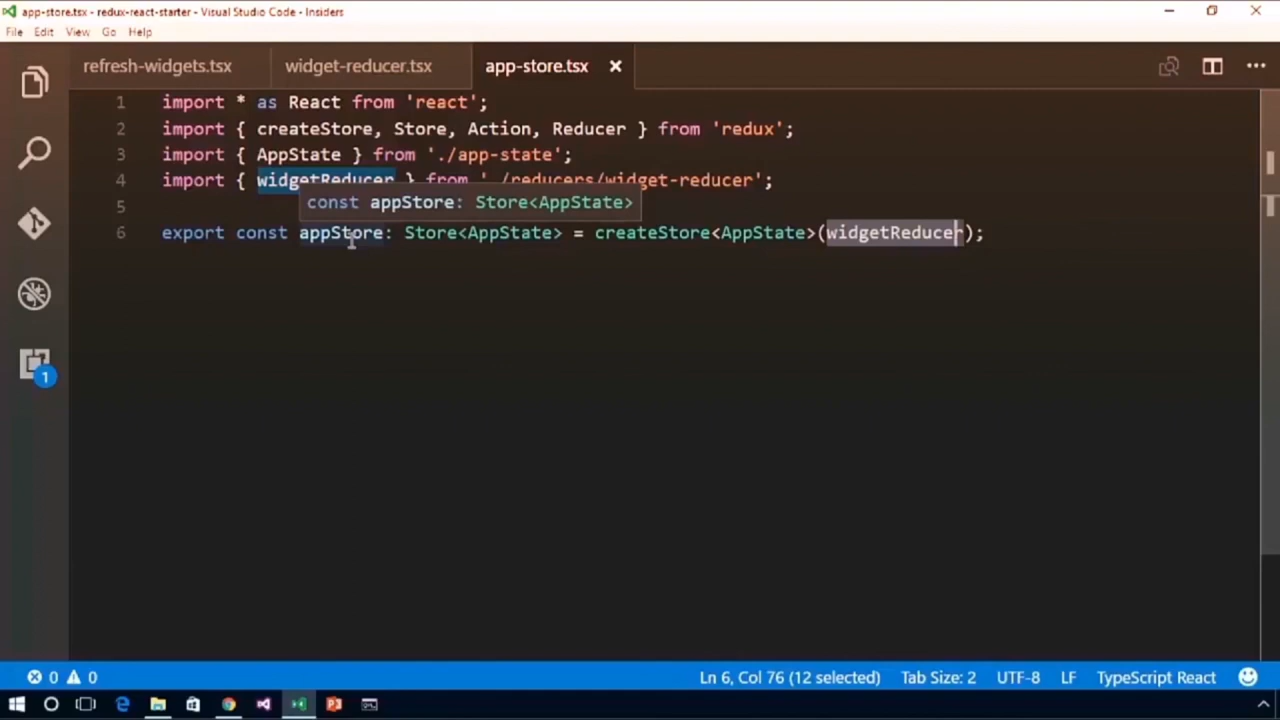 app-store.tsx - redux-react-starter - Visual Studio Code - Insiders
File Edit View Go Help
refresh-widgets.tsx widget-reducer.tsx app-store.tsx
1 import * as React from 'react';
2 import { createStore, Store, Action, Reducer } from 'redux';
3 import { AppState } from './app-state';
4 import { widgetReducer } from './reducers/widget-reducer';
const appStore: Store<AppState>
5
6 export const appStore: Store<AppState> = createStore<AppState>(widgetReducer);
1
0 0 Ln 6, Col 76 (12 selected) Tab Size: 2 UTF-8 LF TypeScript React